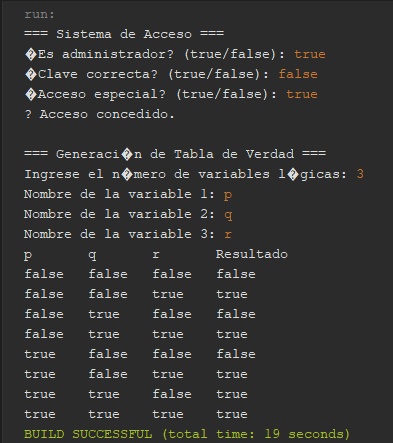 run:
=== Sistema de Acceso ===
�Es administrador? (true/false): true
�Clave correcta? (true/false): false
�Acceso especial? (true/false): true
? Acceso concedido.
=== Generaci�n de Tabla de Verdad ===
Ingrese el n�mero de variables l�gicas: 3
Nombre de la variable 1: p
Nombre de la variable 2: q
Nombre de la variable 3: r
p q r Resultado
false false false false
false false true true
false true false false
false true true true
true false false false
true false true true
true true false true
true true true true
BUILD SUCCESSFUL (total time: 19 seconds)